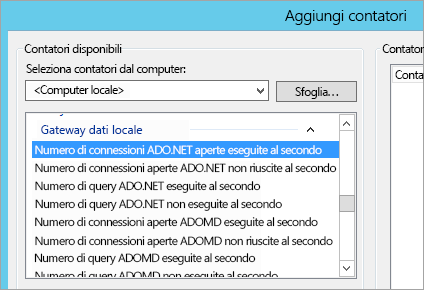 Aggiungi contatori
Contatori disponibili
Contator
Seleziona contatori dal computer:
<Computer locale>
Sfoglia...
Conta
Gateway dati locale
Numero di connessioni ADO.NET aperte eseguite al secondo
Numero di connessioni aperte ADO.NET non riuscite al secondo
Numero di query ADO.NET eseguite al secondo
Numero di query ADO.NET non eseguite al secondo
Numero di connessioni aperte ADOMD eseguite al secondo
Numero di connessioni aperte ADOMD non riuscite al secondo
Numero di query ADOMD eseguite al secondo
Numero di query ADOMD non eseguite al secondo